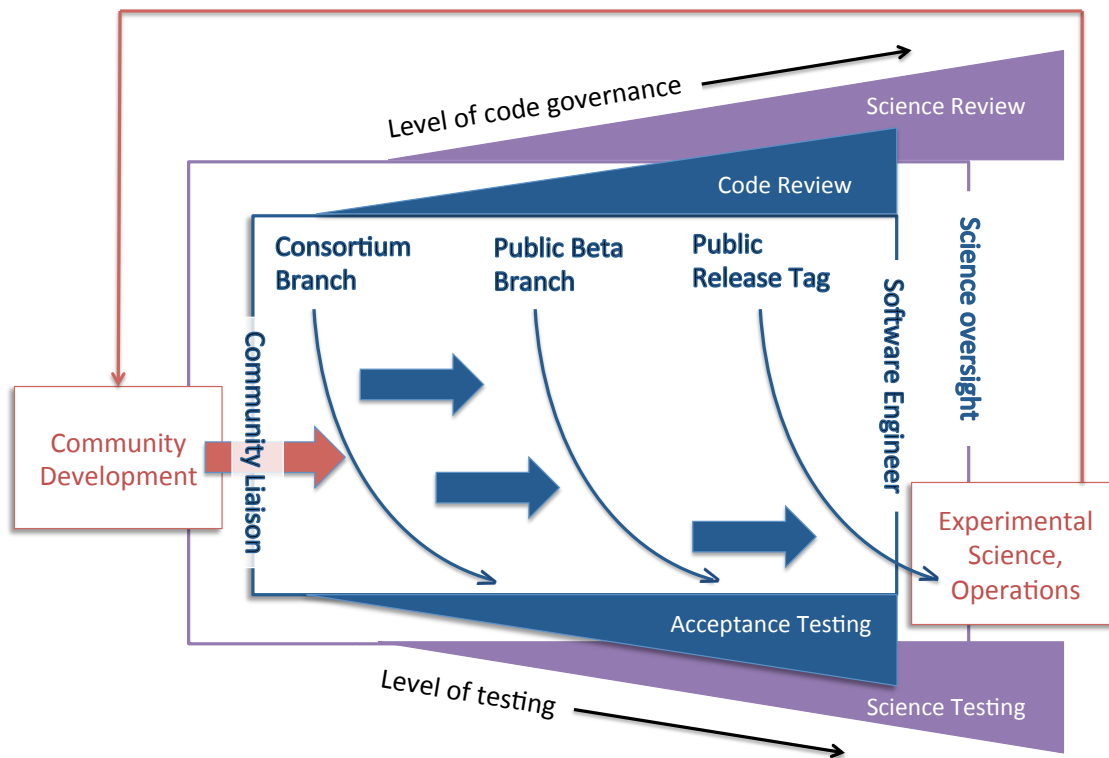 Level of code governance
Science Review
Code Review
Consortium
Branch
Public Beta
Branch
Public
Release Tag
Community Liaison
Software Engineer
Science oversight
Community
Development
Experimental
Science,
Operations
Acceptance Testing
Level of testing
Science Testing